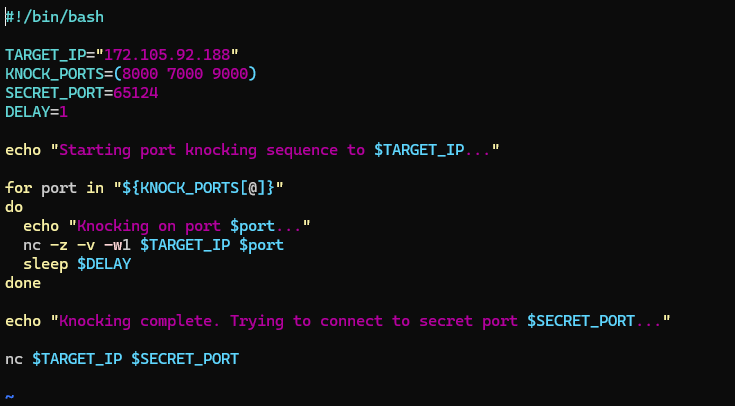 #!/bin/bash
TARGET_IP="172.105.92.188"
KNOCK_PORTS=(8000 7000 9000)
SECRET_PORT=65124
DELAY=1
echo "Starting port knocking sequence to $TARGET_IP..."
for port in "${KNOCK_PORTS[@]}"
do
  echo "Knocking on port $port..."
  nc -z -v -w1 $TARGET_IP $port
  sleep $DELAY
done
echo "Knocking complete. Trying to connect to secret port $SECRET_PORT..."
nc $TARGET_IP $SECRET_PORT
~